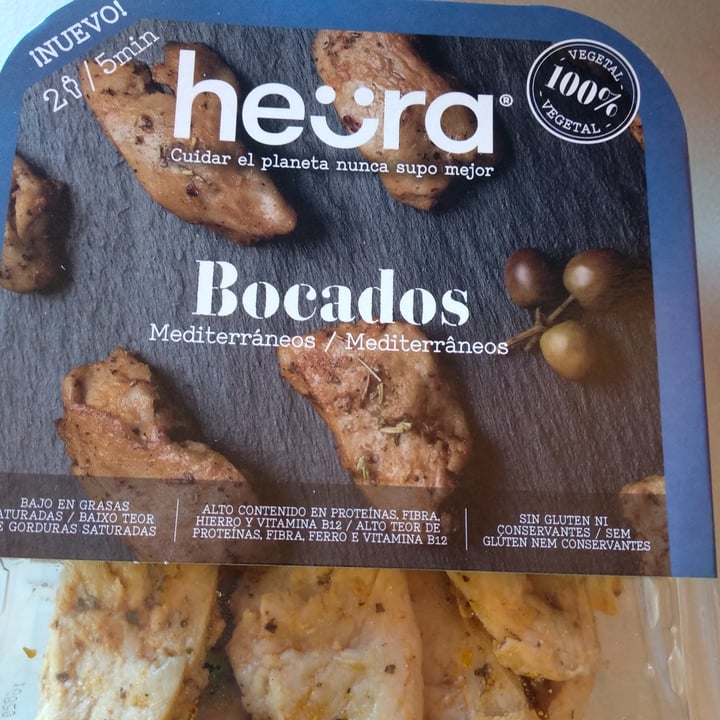 ¡NUEVO!
2 / 5min
heüra®
Cuidar el planeta nunca supo mejor
- VEGETAL -
100%
- VEGETAL -
Bocados
Mediterráneos / Mediterrâneos
BAJO EN GRASAS
ATURADAS / BAIXO TEOR
E GORDURAS SATURADAS
ALTO CONTENIDO EN PROTEÍNAS, FIBRA,
HIERRO Y VITAMINA B12 / ALTO TEOR DE
PROTEÍNAS, FIBRA, FERRO E VITAMINA B12
SIN GLUTEN NI
CONSERVANTES / SEM
GLÚTEN NEM CONSERVANTES